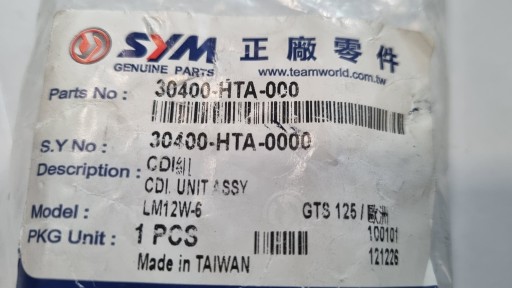 SYM 正廠零件
GENUINE PARTS www.teamworld.com.tw
Parts No : 30400-HTA-000
S.Y No : 30400-HTA-0000
Description : CDI組
CDI. UNIT ASSY
Model : LM12W-6 GTS 125 / 歐洲
PKG Unit : 1 PCS 100101
Made in TAIWAN 121226